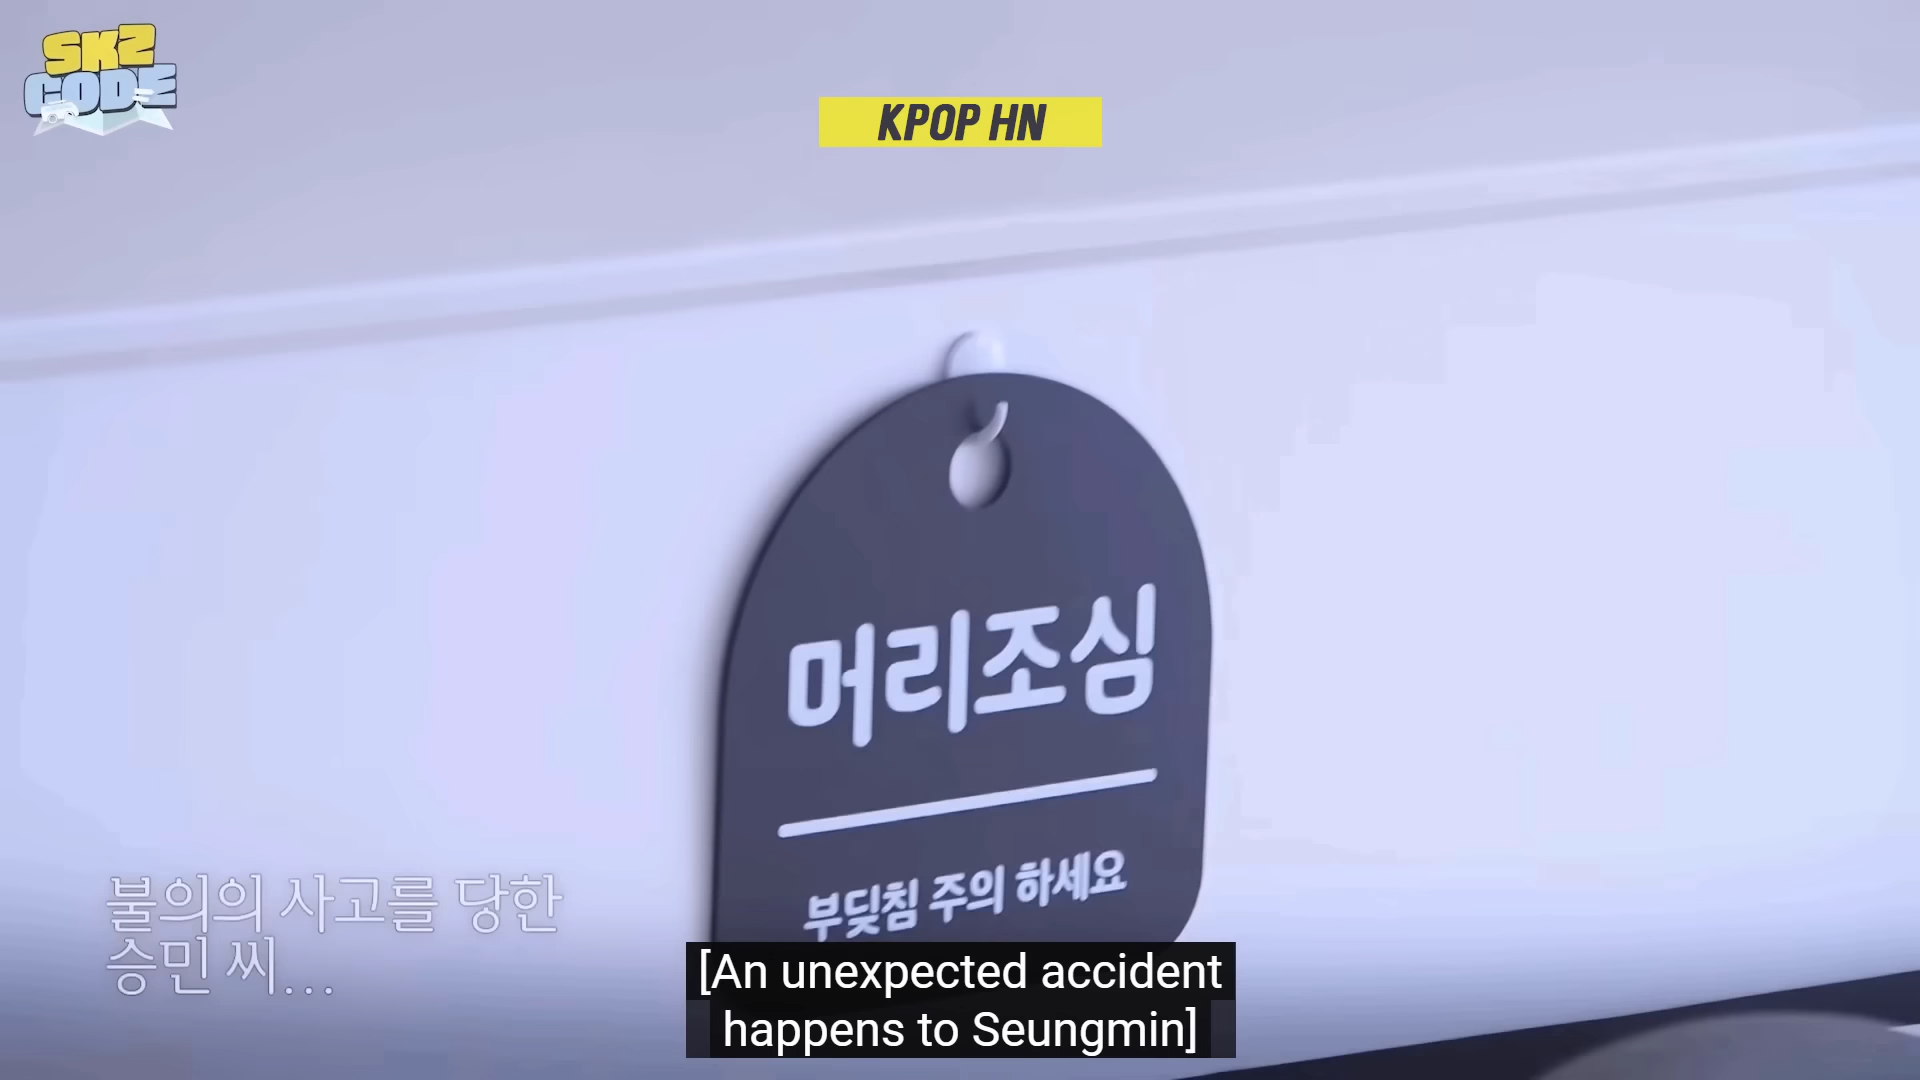 SKZ
CODE
KPOP HN
머리조심
부딪침 주의 하세요
불의의 사고를 당한
승민 씨...
[An unexpected accident
happens to Seungmin]